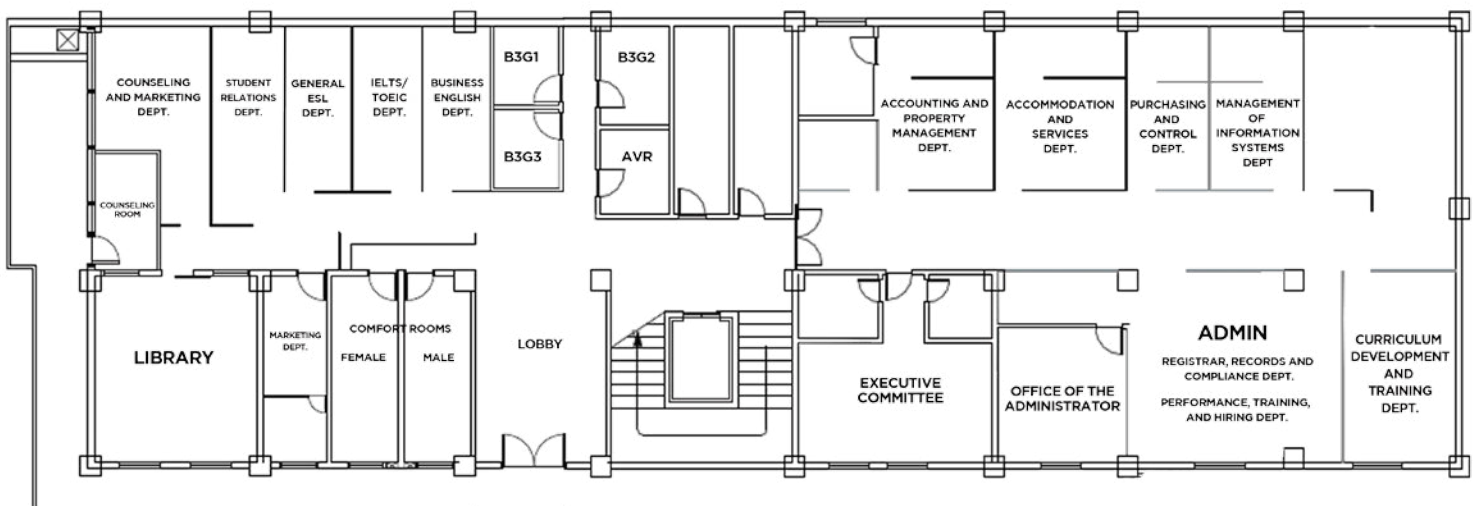 COUNSELING
AND MARKETING
DEPT.
STUDENT
RELATIONS
DEPT.
GENERAL
ESL
DEPT.
IELTS/
TOEIC
DEPT.
BUSINESS
ENGLISH
DEPT.
B3G1
B3G3
B3G2
AVR
ACCOUNTING AND
PROPERTY
MANAGEMENT
DEPT.
ACCOMMODATION
AND
SERVICES
DEPT.
PURCHASING
AND
CONTROL
DEPT.
MANAGEMENT
OF
INFORMATION
SYSTEMS
DEPT
COUNSELING
ROOM
LIBRARY
MARKETING
DEPT.
COMFORT ROOMS
FEMALE
MALE
LOBBY
EXECUTIVE
COMMITTEE
OFFICE OF THE
ADMINISTRATOR
ADMIN
REGISTRAR, RECORDS AND
COMPLIANCE DEPT.
PERFORMANCE, TRAINING,
AND HIRING DEPT.
CURRICULUM
DEVELOPMENT
AND
TRAINING
DEPT.